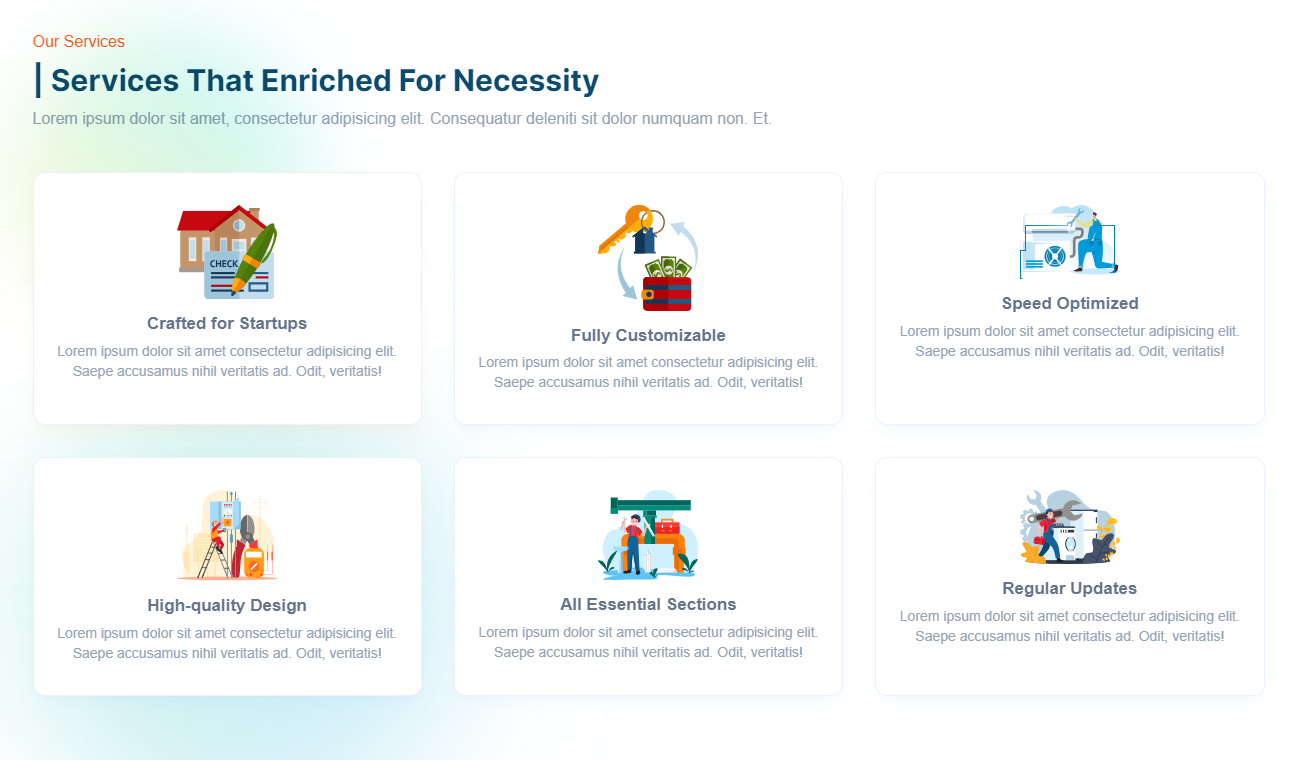 Our Services
| Services That Enriched For Necessity
Lorem ipsum dolor sit amet, consectetur adipisicing elit. Consequatur deleniti sit dolor numquam non. Et.
CHECK
Crafted for Startups
Lorem ipsum dolor sit amet consectetur adipisicing elit.
Saepe accusamus nihil veritatis ad. Odit, veritatis!
Fully Customizable
Lorem ipsum dolor sit amet consectetur adipisicing elit.
Saepe accusamus nihil veritatis ad. Odit, veritatis!
Speed Optimized
Lorem ipsum dolor sit amet consectetur adipisicing elit.
Saepe accusamus nihil veritatis ad. Odit, veritatis!
High-quality Design
Lorem ipsum dolor sit amet consectetur adipisicing elit.
Saepe accusamus nihil veritatis ad. Odit, veritatis!
All Essential Sections
Lorem ipsum dolor sit amet consectetur adipisicing elit.
Saepe accusamus nihil veritatis ad. Odit, veritatis!
Regular Updates
Lorem ipsum dolor sit amet consectetur adipisicing elit.
Saepe accusamus nihil veritatis ad. Odit, veritatis!